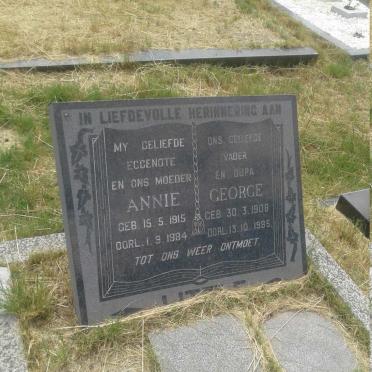 IN LIEFDEVOLLE HERINNERING AAN
MY GELIEFDE
EGGENOTE
EN ONS MOEDER
ANNIE
GEB. 15.5.1915
OORL. 1.9.1984
ONS GELIEFDE
VADER
EN OUPA
GEORGE
GEB. 30.3.1908
OORL. 13.10.1985
TOT ONS WEER ONTMOET.